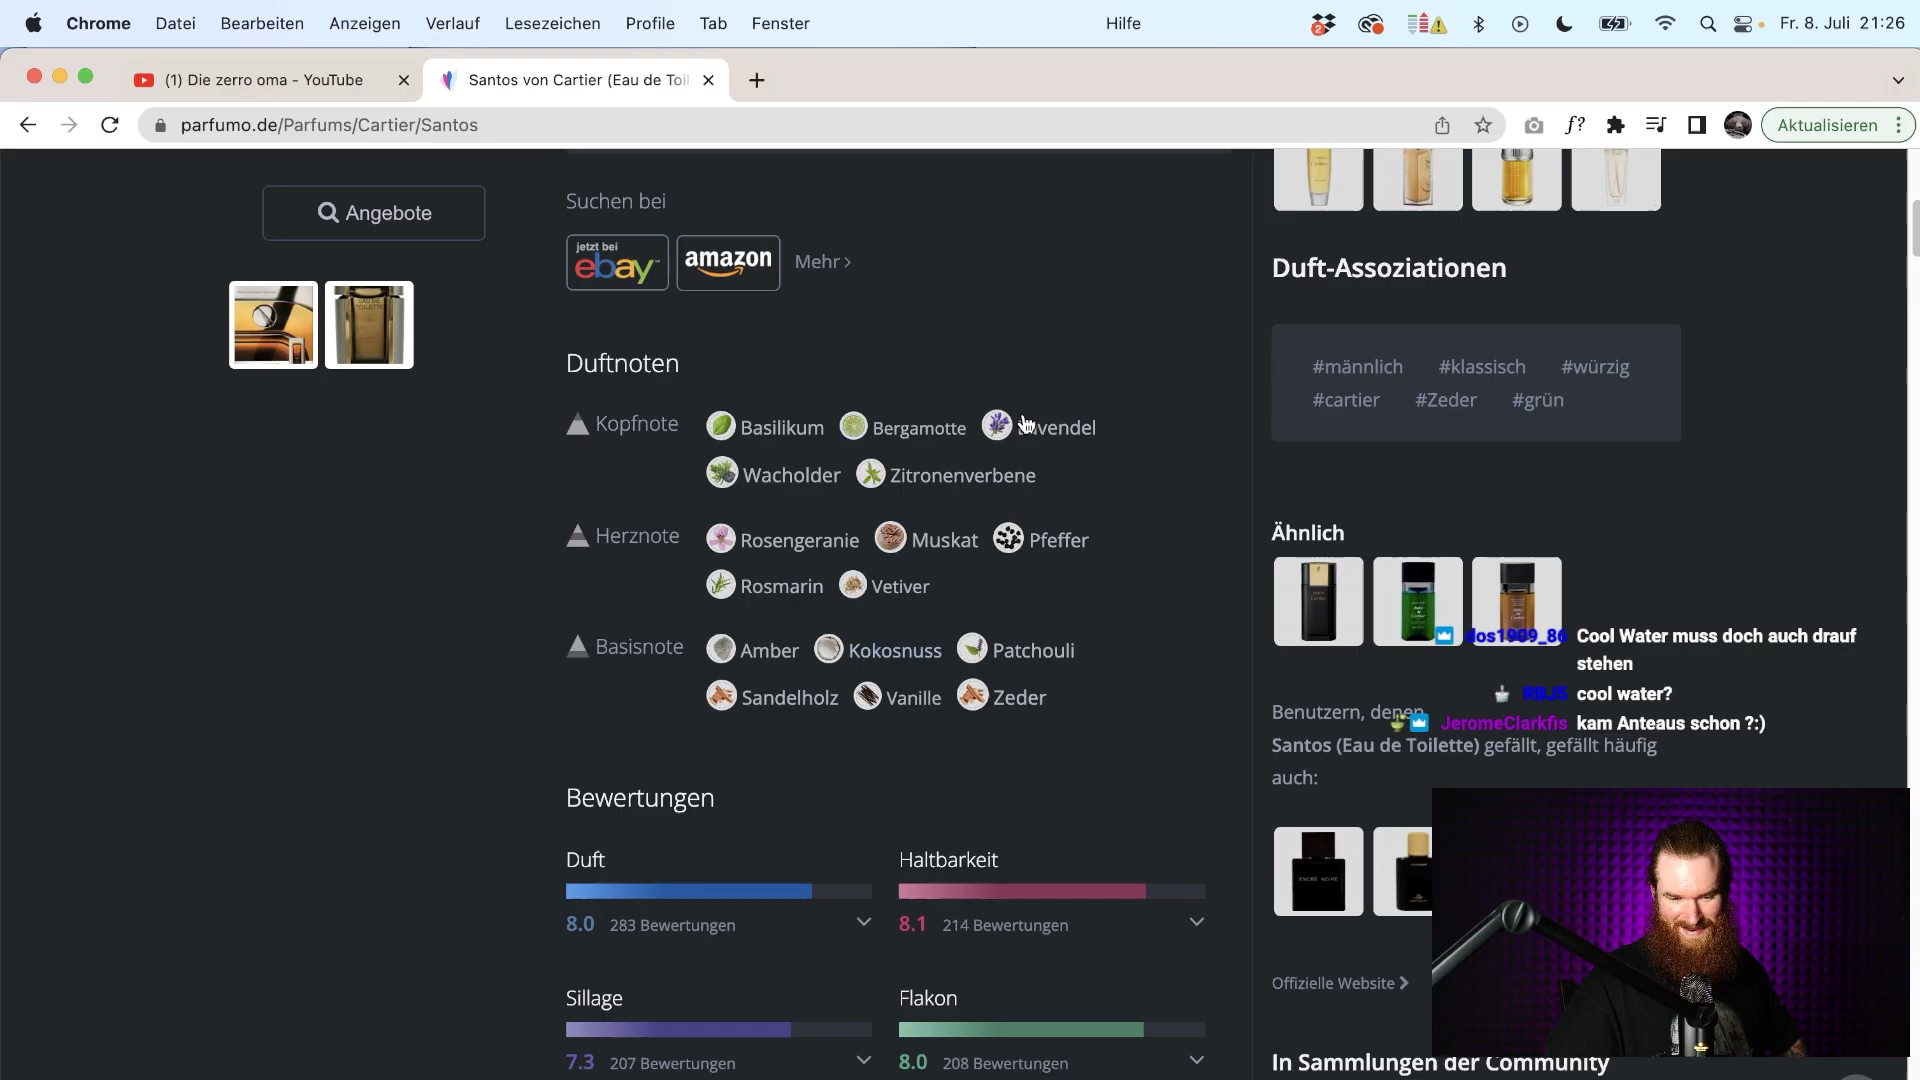 Chrome Datei Bearbeiten Anzeigen Verlauf Lesezeichen Profile Tab Fenster Hilfe 2 Fr. 8. Juli 21:26
(1) Die zerro oma - YouTube
Santos von Cartier (Eau de Toil
parfumo.de/Parfums/Cartier/Santos
f?
Aktualisieren
Angebote
Suchen bei
jetzt bei
ebay
amazon
Mehr
Duftnoten
Kopfnote Basilikum Bergamotte
Wacholder Zitronenverbene
Herznote Rosengeranie Muskat Pfeffer
Rosmarin Vetiver
Basisnote Amber Kokosnuss Patchouli
Sandelholz Vanille Zeder
Bewertungen
Duft
8.0 283 Bewertungen
Haltbarkeit
8.1 214 Bewertungen
Sillage
7.3 207 Bewertungen
Flakon
8.0 208 Bewertungen
Duft-Assoziationen
#männlich #klassisch #würzig
#cartier #Zeder #grün
Ähnlich
dos1909_86 Cool Water muss doch auch drauf
stehen
RBJS cool water?
JeromeClarkfis kam Anteaus schon ?:)
Benutzern, denen
Santos (Eau de Toilette) gefällt, gefällt häufig
auch:
ENCRE NOIRE
Offizielle Website
In Sammlungen der Community